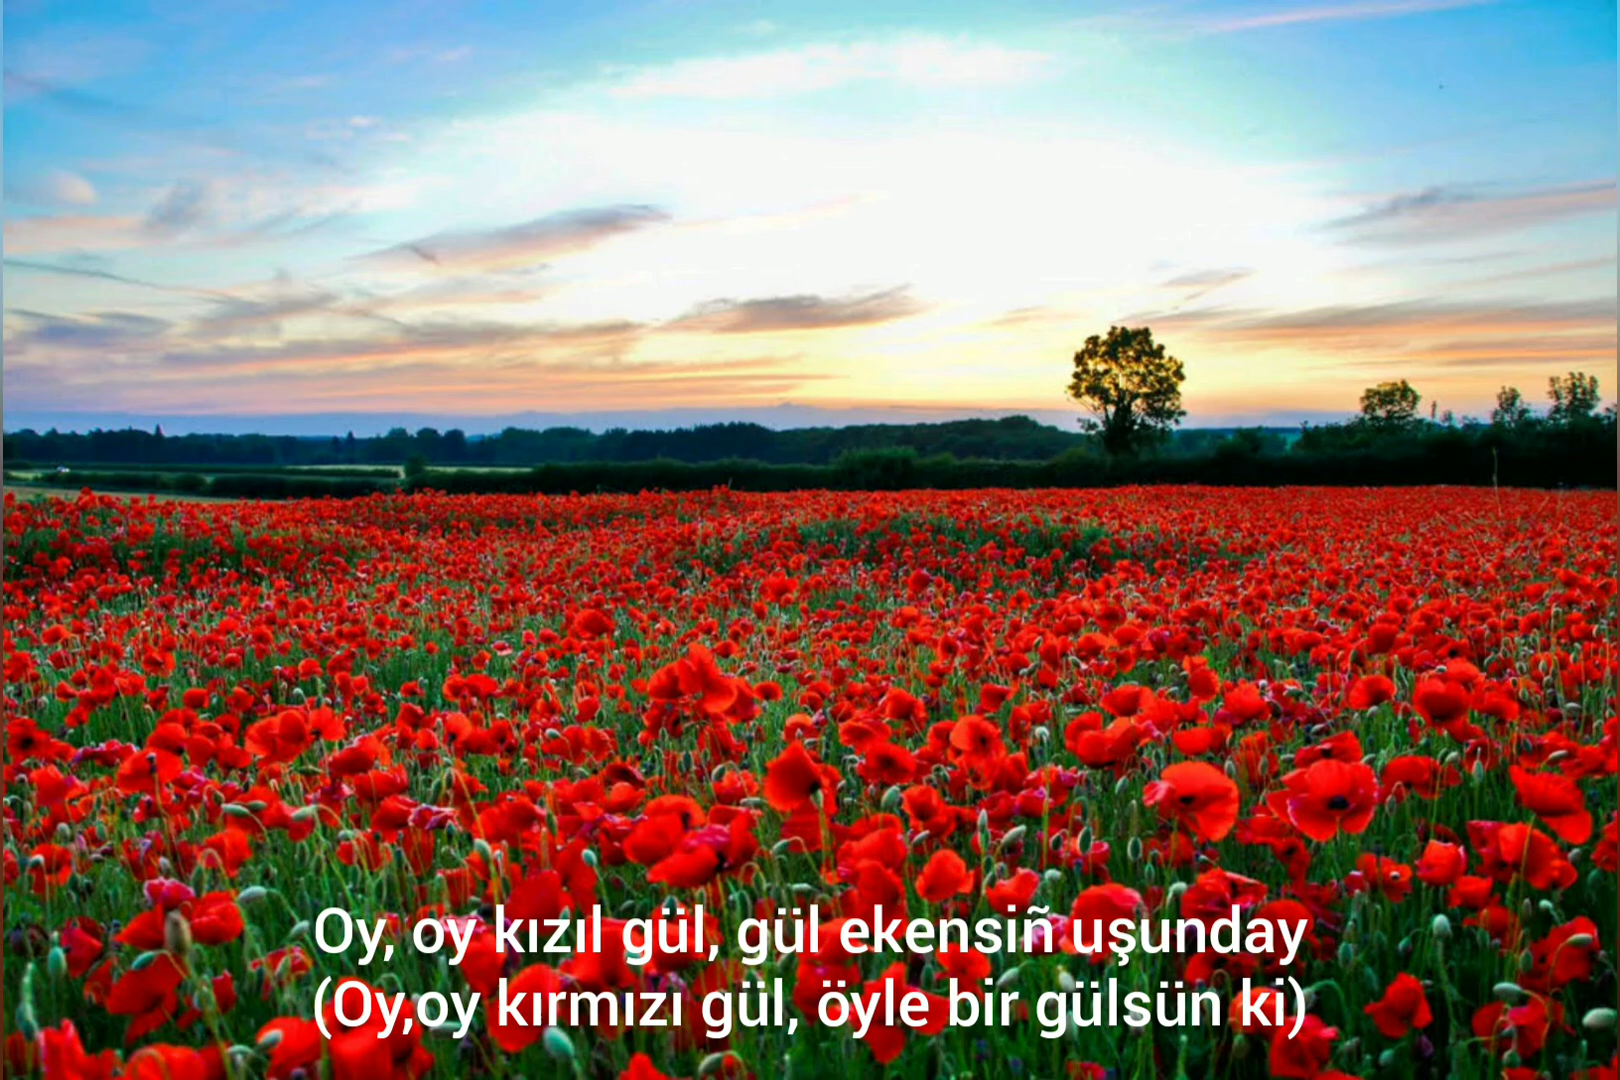 Oy, oy kızıl gül, gül ekensiñ uşunday
(Oy,oy kırmızı gül, öyle bir gülsün ki)